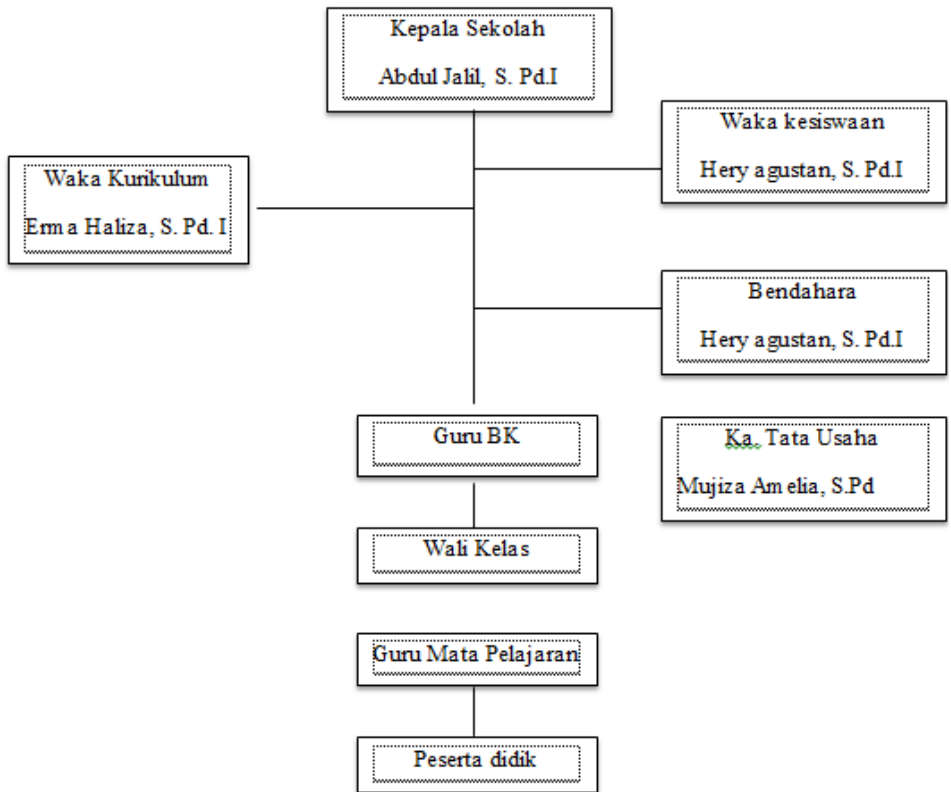 Kepala Sekolah
Abdul Jalil, S. Pd.I
Waka kesiswaan
Hery agustan, S. Pd.I
Waka Kurikulum
Erma Haliza, S. Pd. I
Bendahara
Hery agustan, S. Pd.I
Guru BK
Ka. Tata Usaha
Mujiza Amelia, S.Pd
Wali Kelas
Guru Mata Pelajaran
Peserta didik